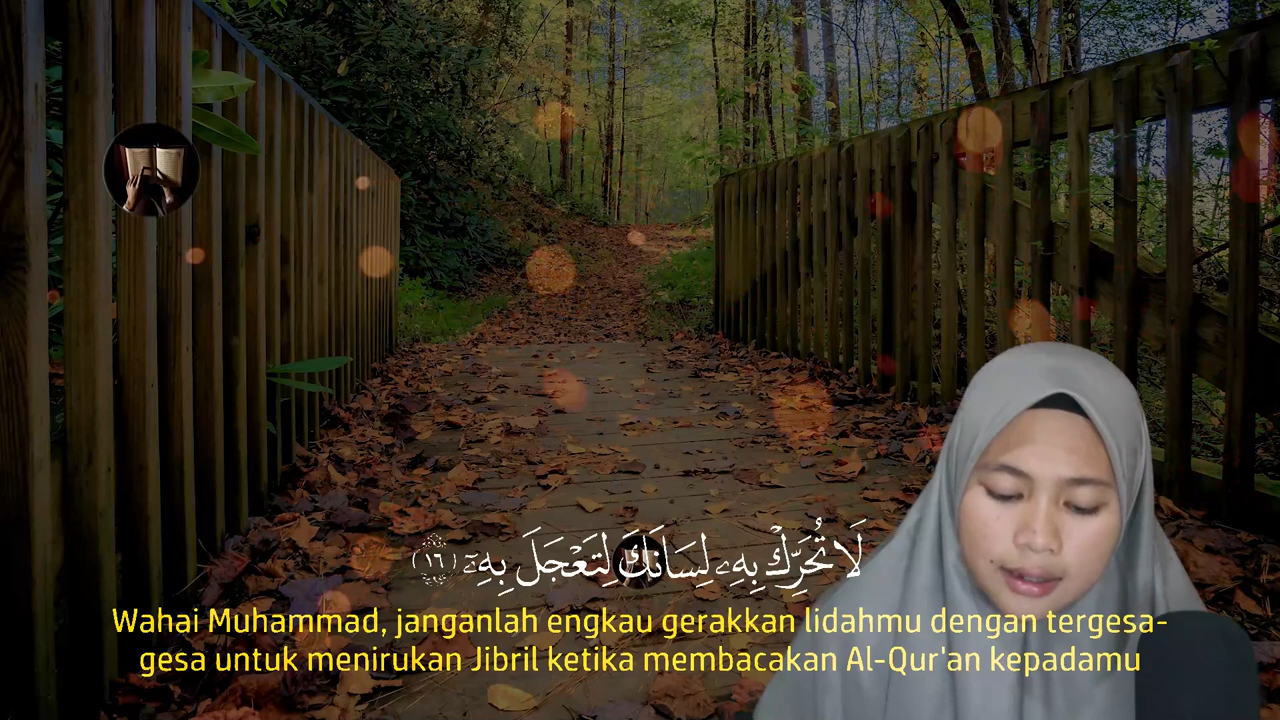 لَا تُحَرِّكْ بِهِۦ لِسَانَكَ لِتَعْجَلَ بِهِۦٓ ﴿١٦﴾
Wahai Muhammad, janganlah engkau gerakkan lidahmu dengan tergesa-
gesa untuk menirukan Jibril ketika membacakan Al-Qur'an kepadamu